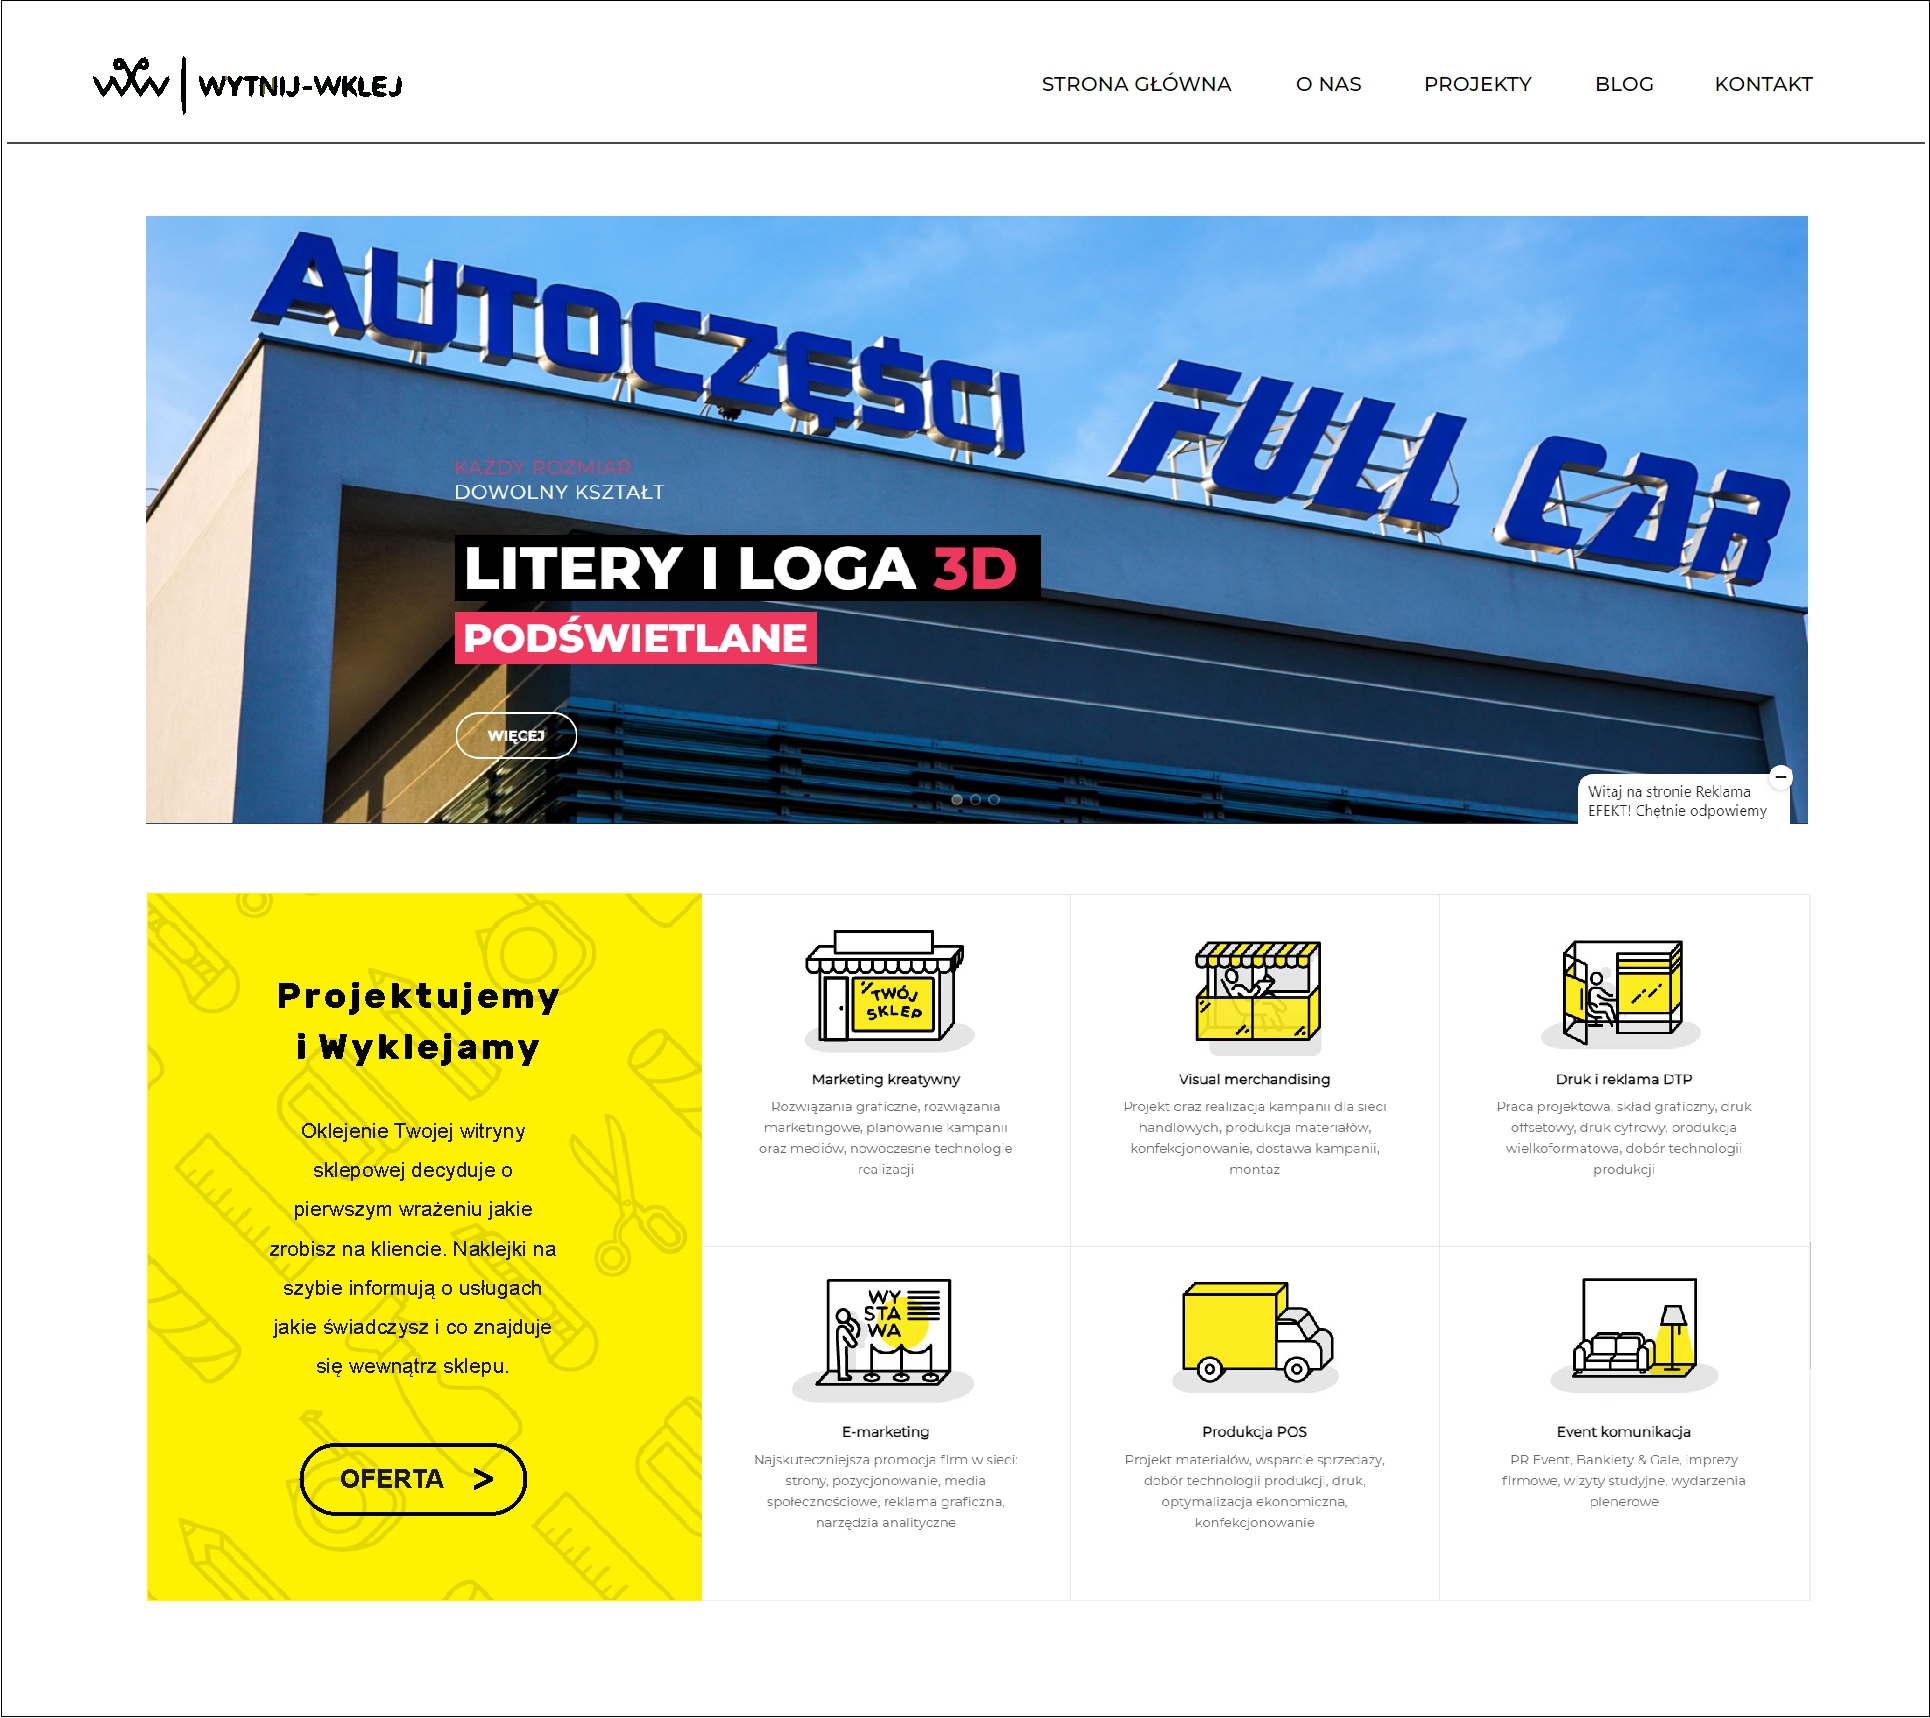 WYTNIJ-WKLEJ
STRONA GŁÓWNA
O NAS
PROJEKTY
BLOG
KONTAKT
AUTOCZĘŚCI FULL CAR
KAŻDY ROZMIAR
DOWOLNY KSZTAŁT
LITERY I LOGA 3D
PODŚWIETLANE
WIĘCEJ
Witaj na stronie Reklama
EFEKT! Chętnie odpowiemy
Projektujemy
i Wyklejamy
Oklejenie Twojej witryny
sklepowej decyduje o
pierwszym wrażeniu jakie
zrobisz na kliencie. Naklejki na
szybie informują o usługach
jakie świadczysz i co znajduje
się wewnątrz sklepu.
OFERTA >
TWÓJ
SKLEP
Marketing kreatywny
Rozwiązania graficzne, rozwiązania
marketingowe, planowanie kampanii
oraz mediów, nowoczesne technologie
realizacji
Visual merchandising
Projekt oraz realizacja kampanii dla sieci
handlowych, produkcja materiałów,
konfekcjonowanie, dostawa kampanii,
montaż
Druk i reklama DTP
Praca projektowa, skład graficzny, druk
offsetowy, druk cyfrowy, produkcja
wielkoformatowa, dobór technologii
produkcji
WY
STA
WA
E-marketing
Najskuteczniejsza promocja firm w sieci:
strony, pozycjonowanie, media
społecznościowe, reklama graficzna,
narzędzia analityczne
Produkcja POS
Projekt materiałów, wsparcie sprzedaży,
dobór technologii produkcji, druk,
optymalizacja ekonomiczna,
konfekcjonowanie
Event komunikacja
PR Event, Bankiety & Gale, imprezy
firmowe, wizyty studyjne, wydarzenia
plenerowe